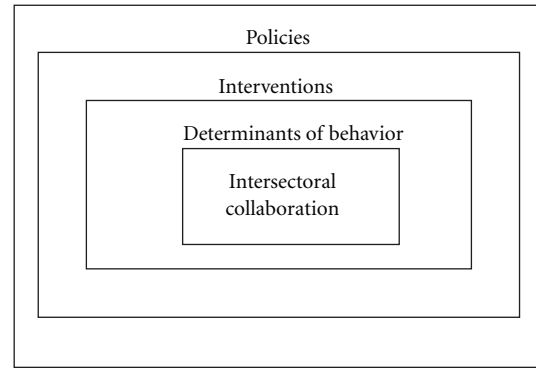 Policies
Interventions
Determinants of behavior
Intersectoral
collaboration